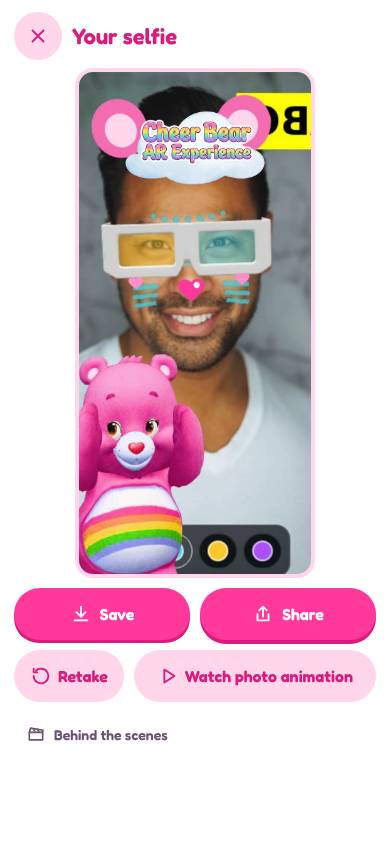 Your selfie
Cheer Bear
AR Experience
Save
Share
Retake
Watch photo animation
Behind the scenes